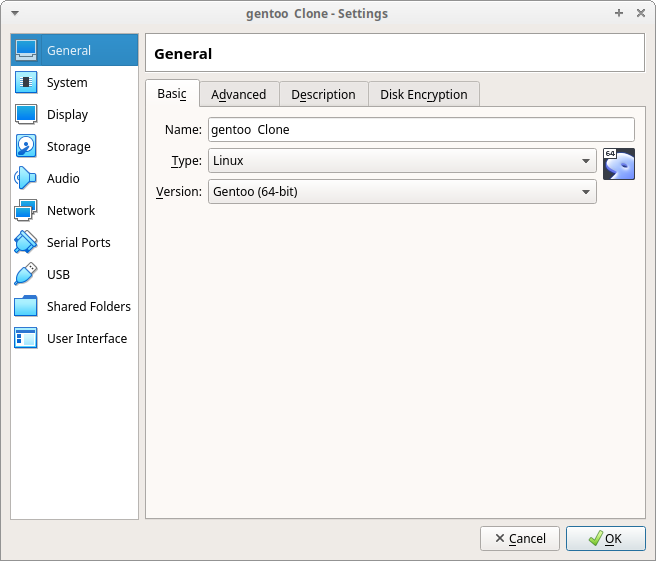 gentoo  Clone - Settings
General
System
Display
Storage
Audio
Network
Serial Ports
USB
Shared Folders
User Interface
General
Basic Advanced Description Disk Encryption
Name: gentoo  Clone
Type: Linux
64
Version: Gentoo (64-bit)
Cancel OK